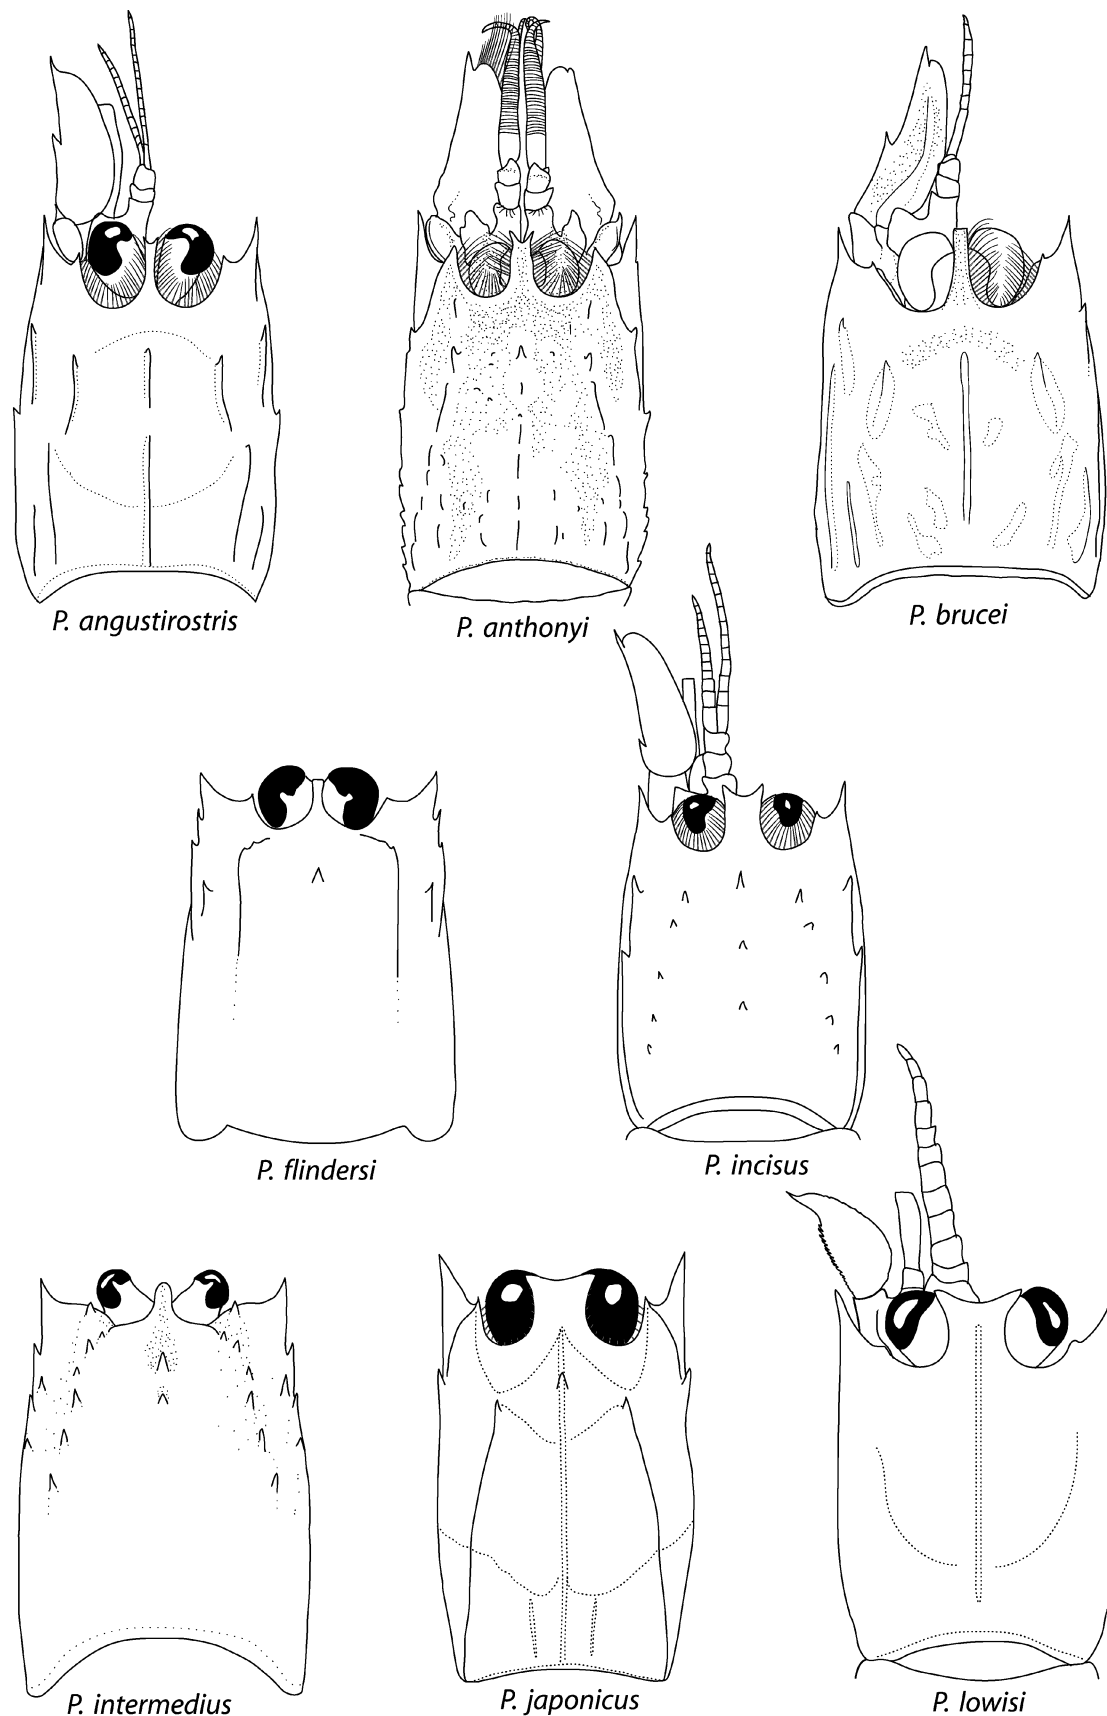 P. angustirostris
P. anthonyi
P. brucei
P. flindersi
P. incisus
P. intermedius
P. japonicus
P. lowisi